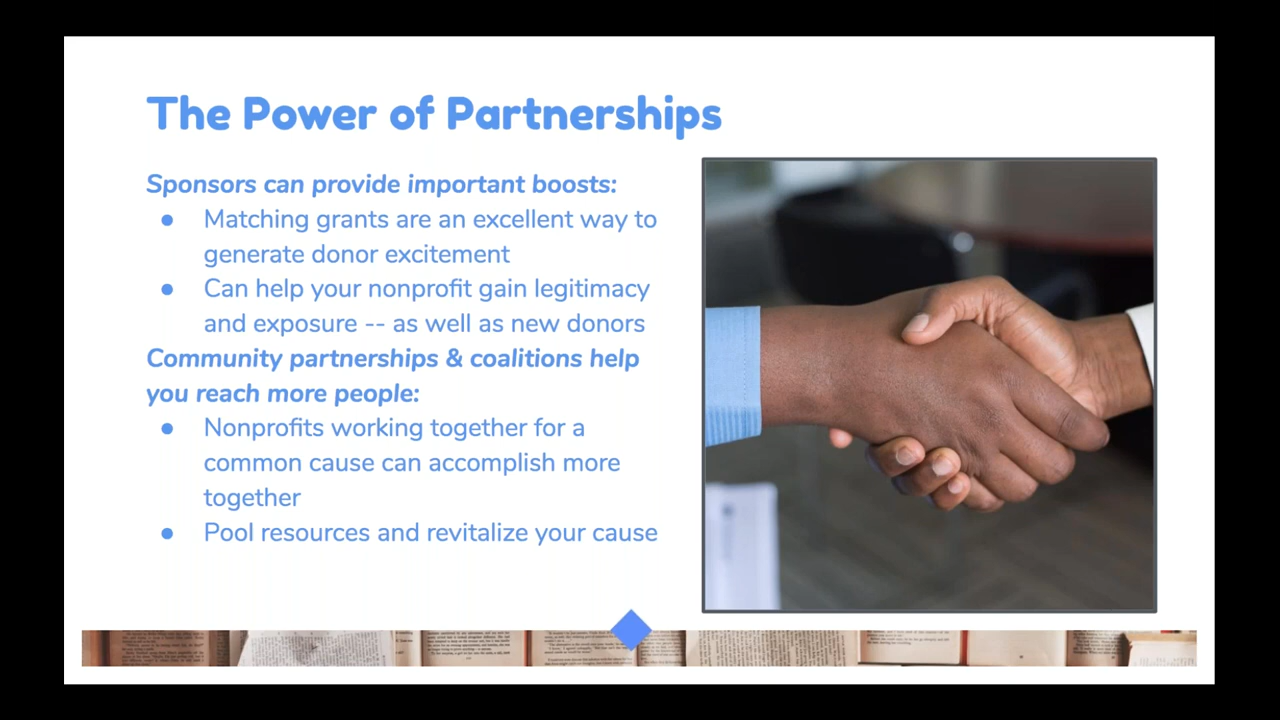 The Power of Partnerships
Sponsors can provide important boosts:
● Matching grants are an excellent way to
generate donor excitement
● Can help your nonprofit gain legitimacy
and exposure -- as well as new donors
Community partnerships & coalitions help
you reach more people:
● Nonprofits working together for a
common cause can accomplish more
together
● Pool resources and revitalize your cause